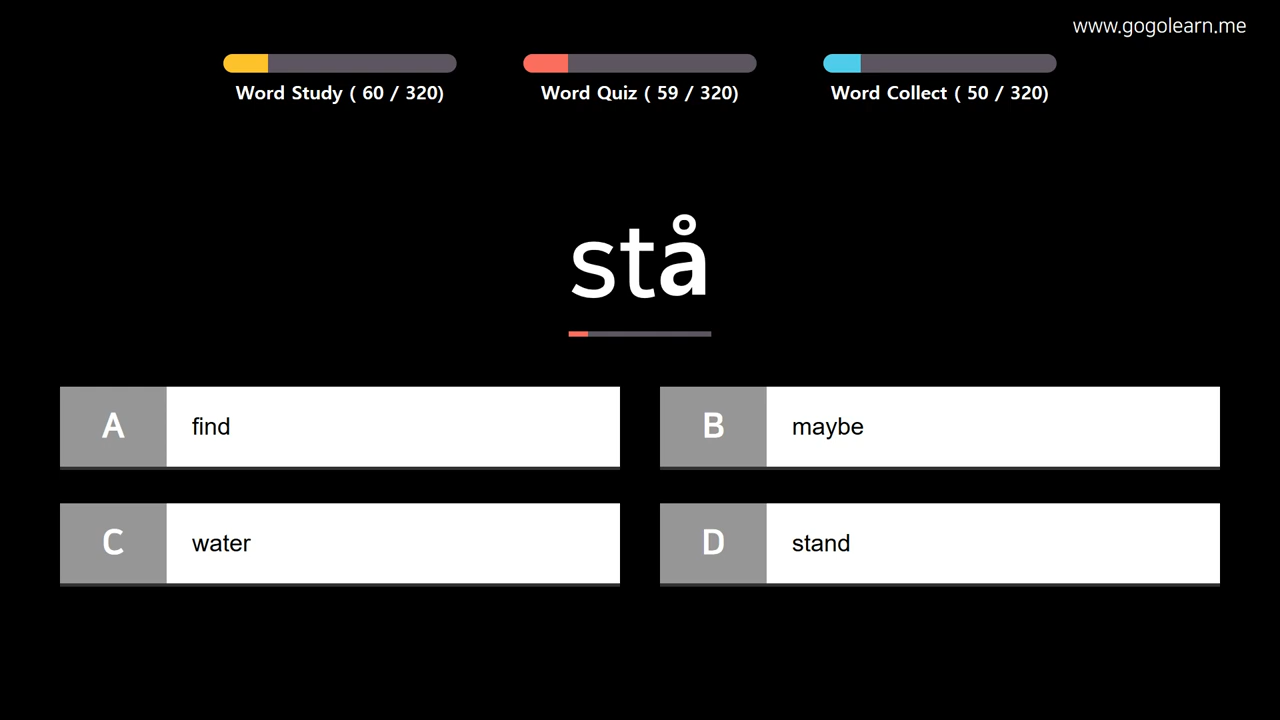 www.gogolearn.me
Word Study ( 60 / 320)
Word Quiz ( 59 / 320)
Word Collect ( 50 / 320)
stå
A find
B maybe
C water
D stand